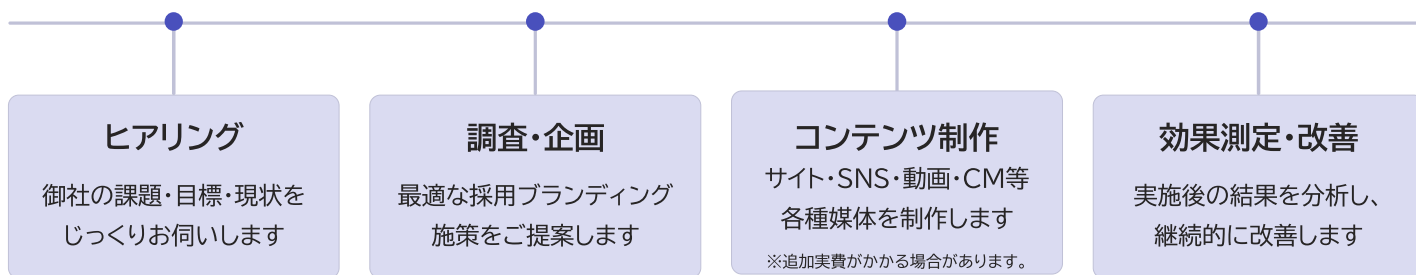 ヒアリング
御社の課題・目標・現状を
じっくりお伺いします
調査・企画
最適な採用ブランディング
施策をご提案します
コンテンツ制作
サイト・SNS・動画・CM等
各種媒体を制作します
※追加実費がかかる場合があります。
効果測定・改善
実施後の結果を分析し、
継続的に改善します